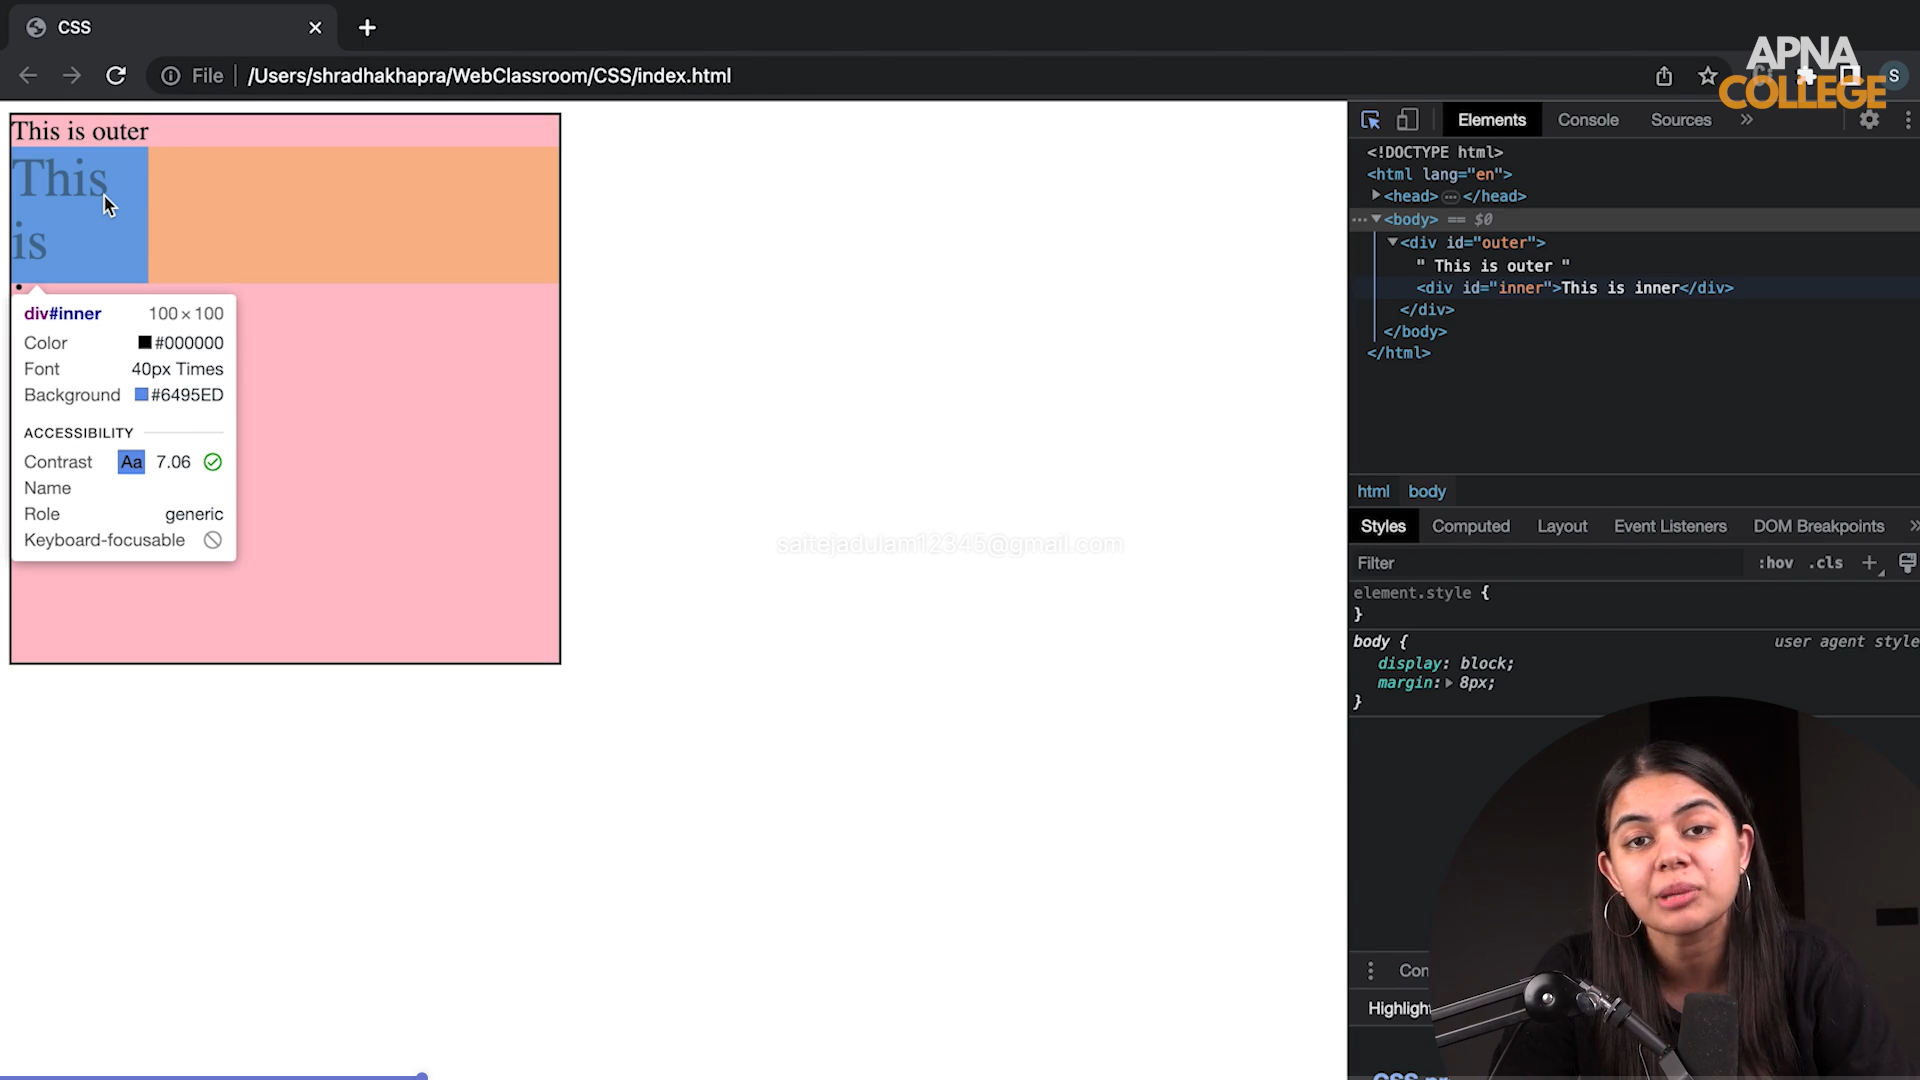 CSS
File
/Users/shradhakhapra/WebClassroom/CSS/index.html
S
APNA
COLLEGE
This is outer
This
is
div#inner 100 × 100
Color #000000
Font 40px Times
Background #6495ED
ACCESSIBILITY
Contrast Aa 7.06
Name
Role generic
Keyboard-focusable
saitejadulam12345@gmail.com
Elements Console Sources »
<!DOCTYPE html>
<html lang="en">
<head> … </head>
… <body> == $0
<div id="outer">
" This is outer "
<div id="inner">This is inner</div>
</div>
</body>
</html>
html body
Styles Computed Layout Event Listeners DOM Breakpoints »
Filter :hov .cls +
element.style {
}
body { user agent style
display: block;
margin: 8px;
}
Con
Highligh